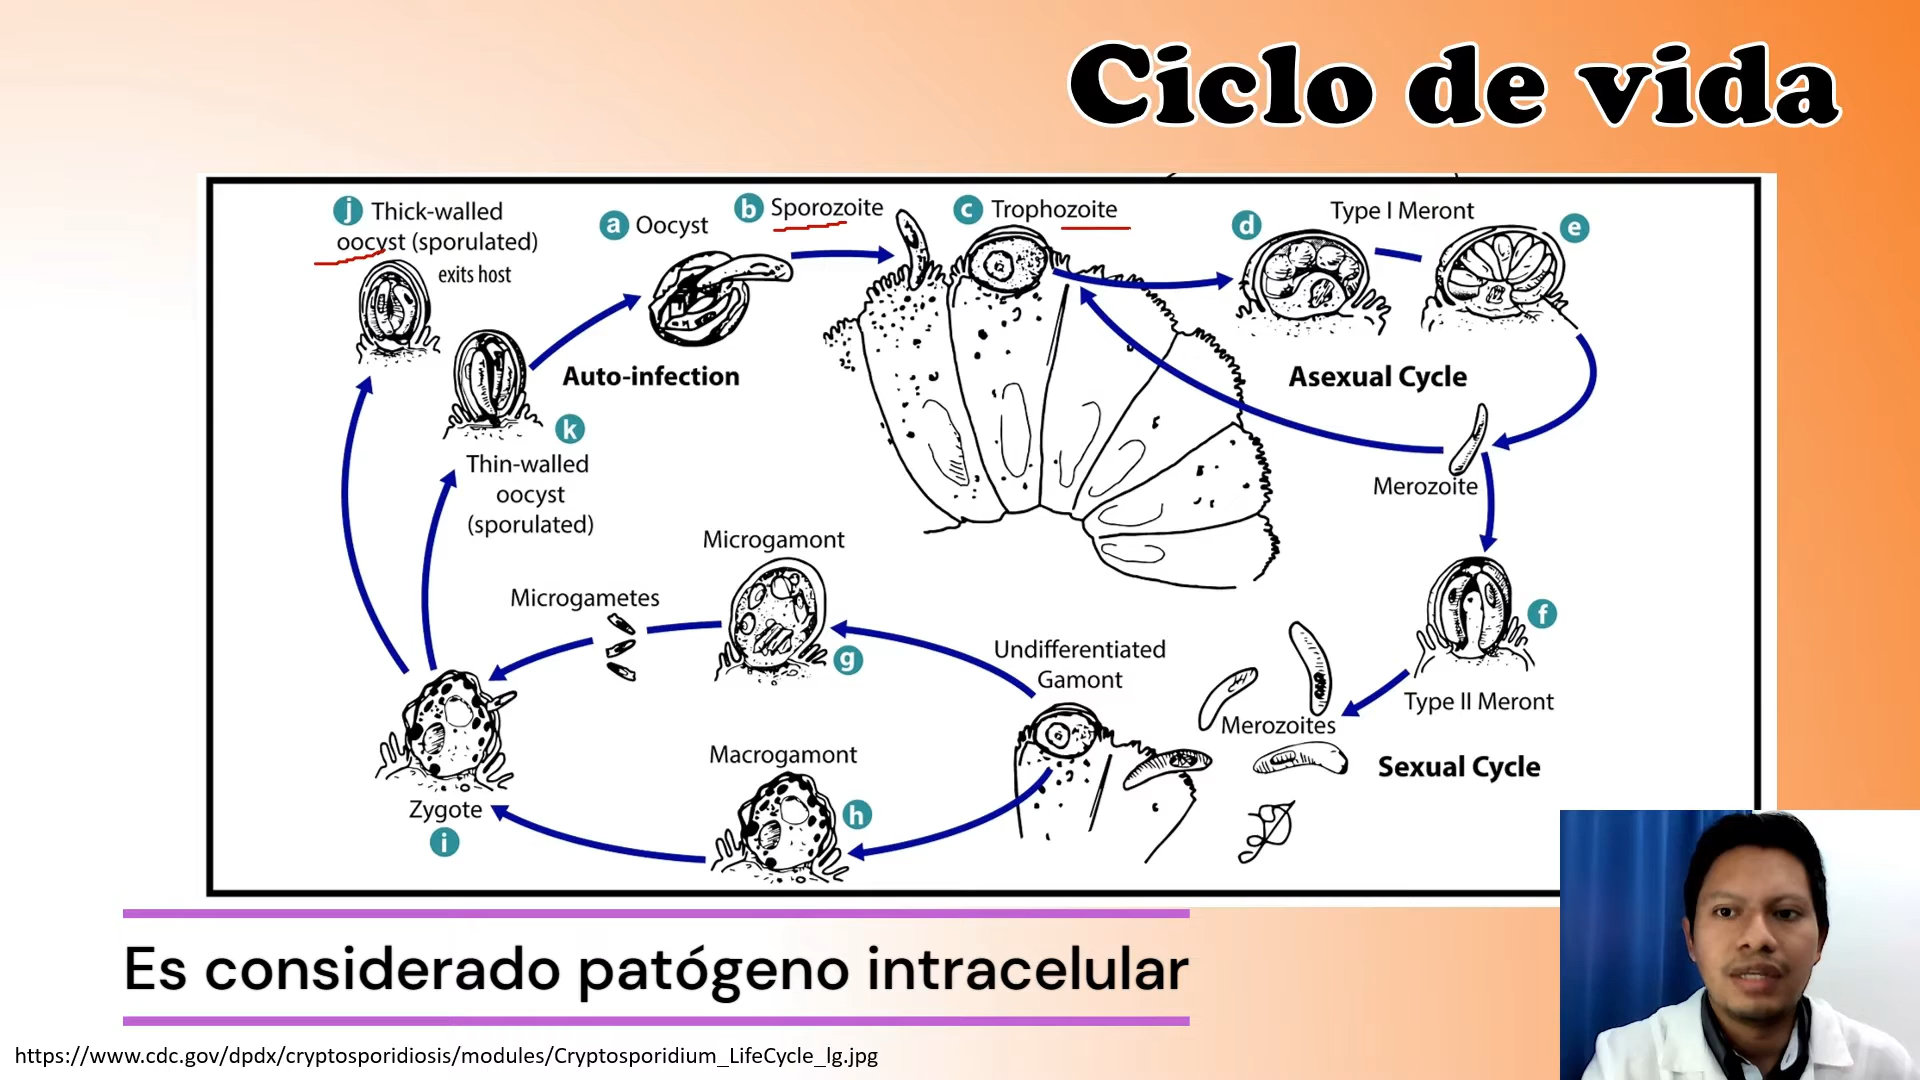 Ciclo de vida
j Thick-walled
oocyst (sporulated)
exits host
a Oocyst
b Sporozoite
c Trophozoite
d
Type I Meront
e
Auto-infection
Asexual Cycle
k
Thin-walled
oocyst
(sporulated)
Merozoite
Microgamont
Microgametes
g
f
Undifferentiated
Gamont
Type II Meront
Merozoites
Sexual Cycle
Macrogamont
h
Zygote
i
Es considerado patógeno intracelular
https://www.cdc.gov/dpdx/cryptosporidiosis/modules/Cryptosporidium_LifeCycle_lg.jpg